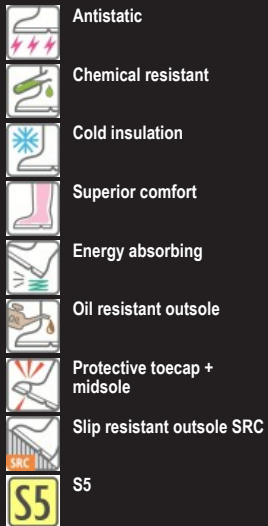 Antistatic
Chemical resistant
Cold insulation
Superior comfort
Energy absorbing
OIL
Oil resistant outsole
Protective toecap +
midsole
Slip resistant outsole SRC
SRC
S5
S5